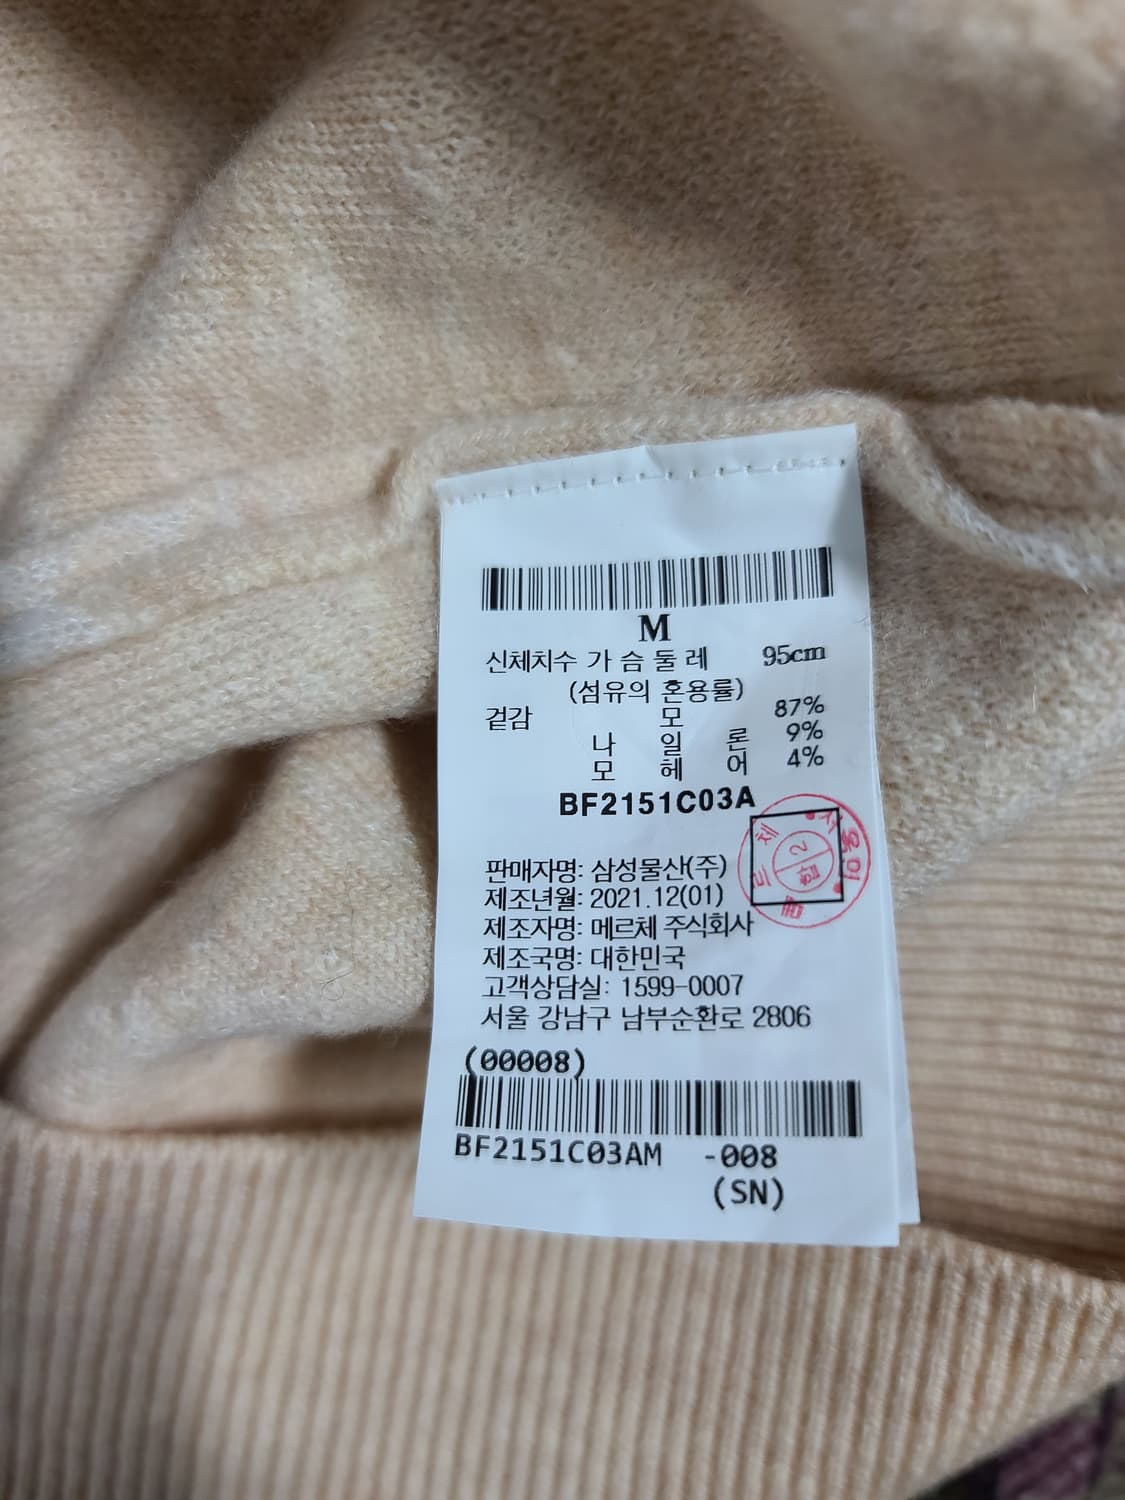 M
신체치수 가 슴 둘 레 95cm
(섬유의 혼용률)
겉감 모 87%
나 일 론 9%
모 헤 어 4%
BF2151C03A
판매자명: 삼성물산(주)
제조년월: 2021.12(01)
제조자명: 메르체 주식회사
제조국명: 대한민국
고객상담실: 1599-0007
서울 강남구 남부순환로 2806
(00008)
BF2151C03AM -008
(SN)